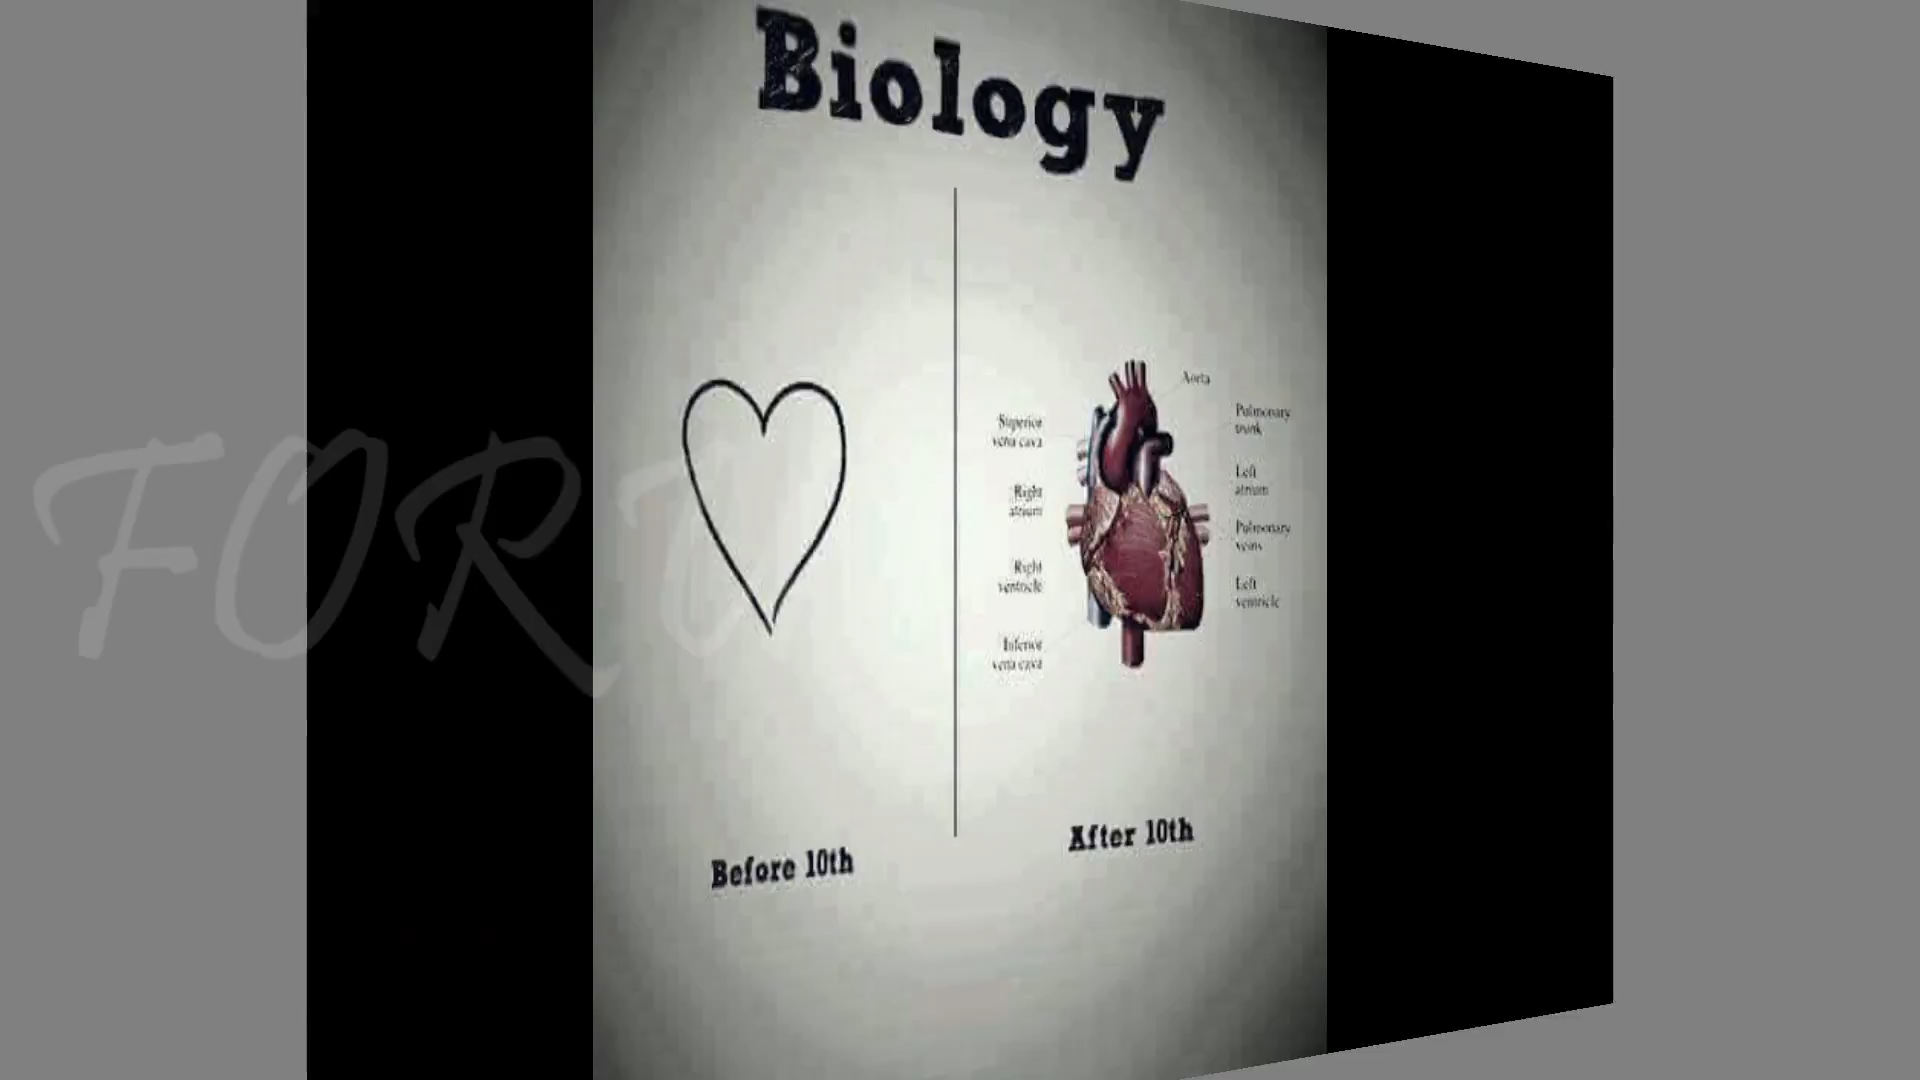 Biology
Aorta
Superior
vena cava
Pulmonary
trunk
Right
atrium
Left
atrium
Pulmonary
veins
Right
ventricle
Left
ventricle
Inferior
vena cava
Before 10th
After 10th
FOR